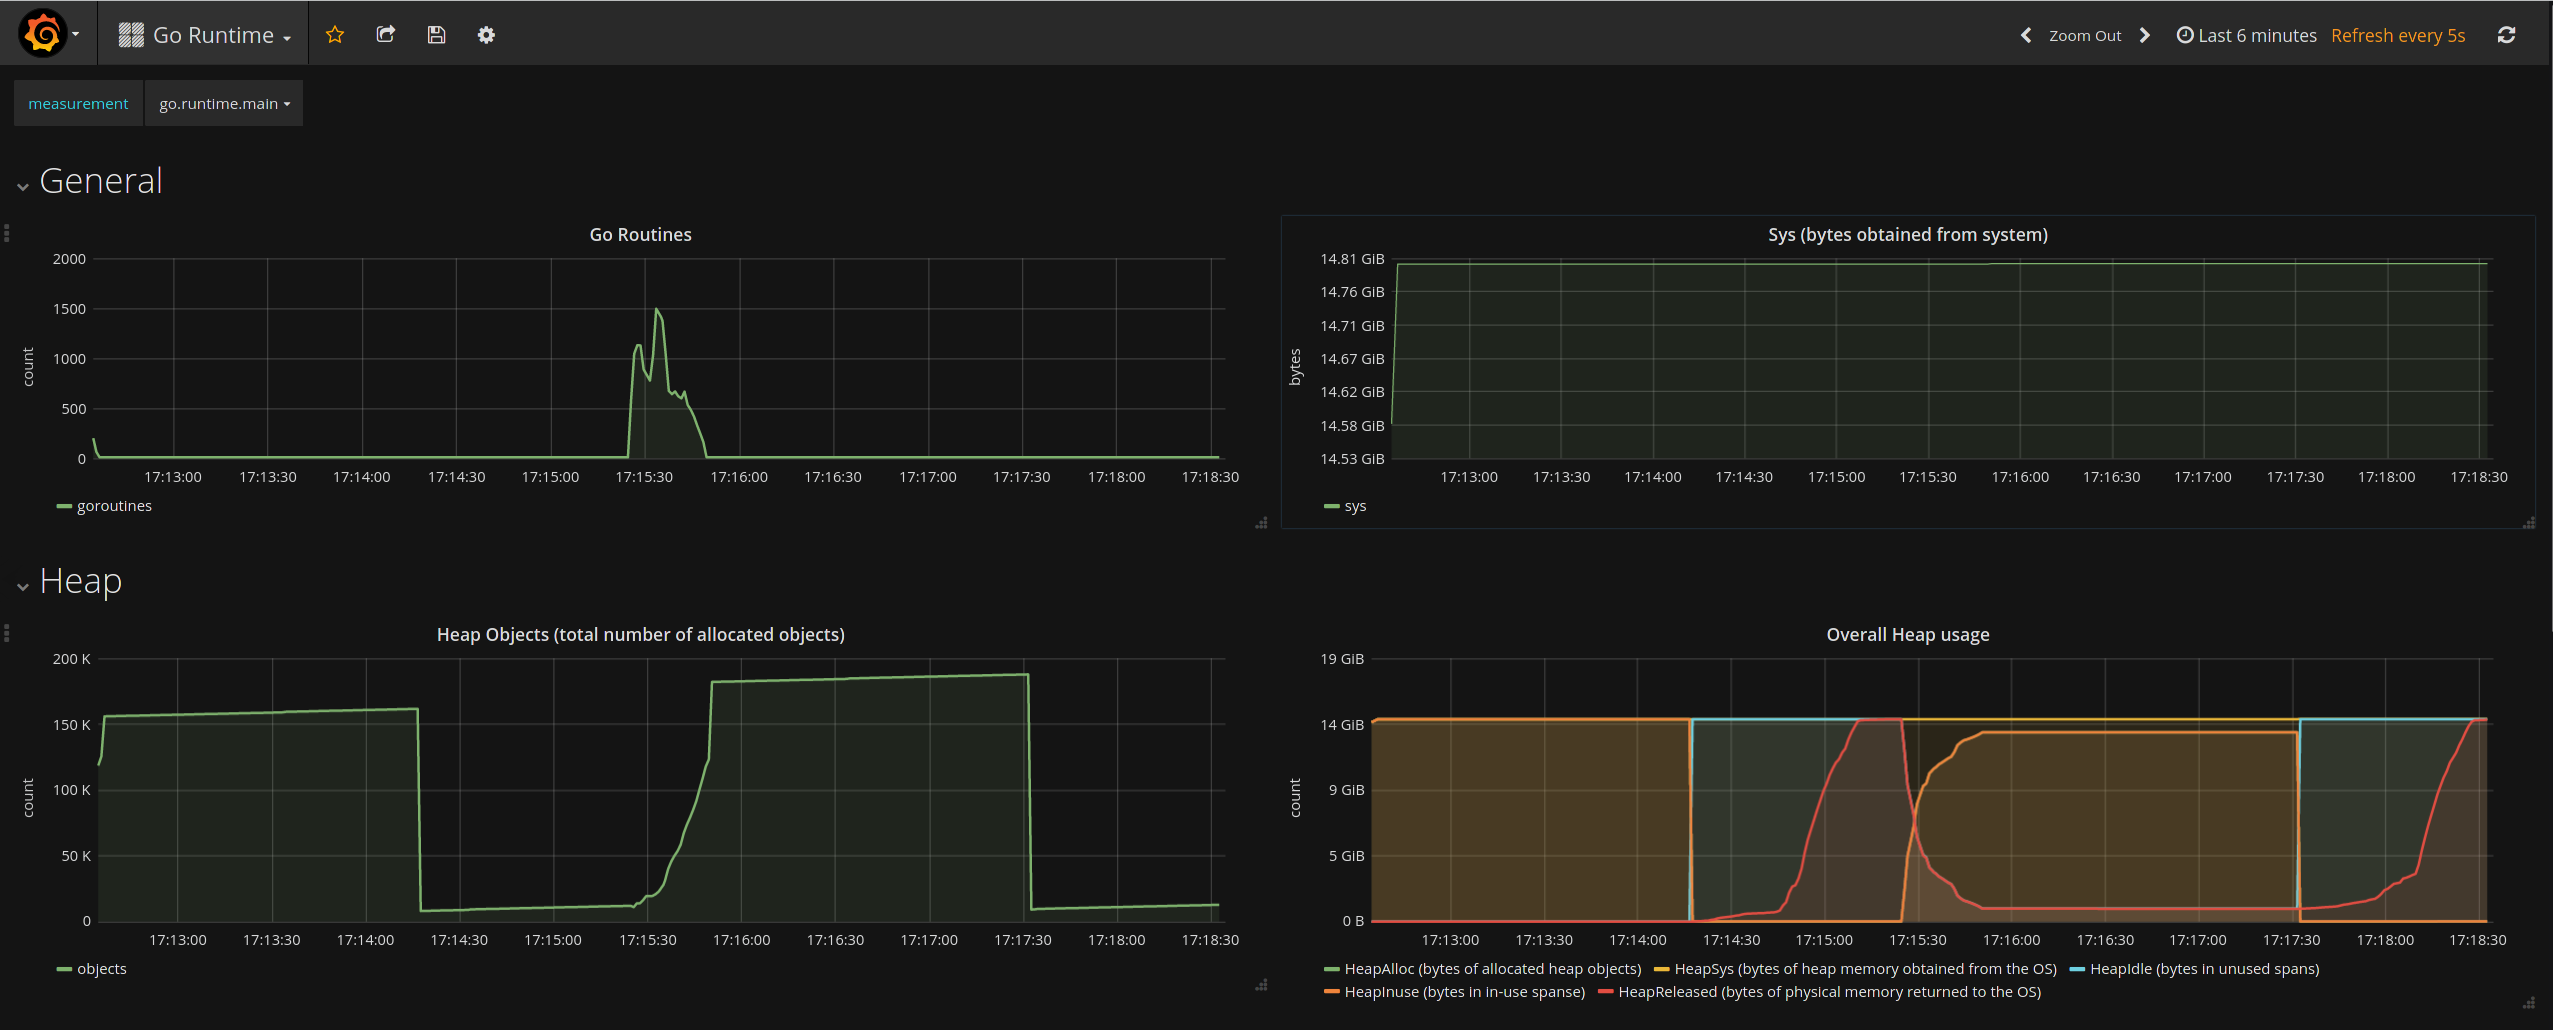 Go Runtime
Zoom Out Last 6 minutes Refresh every 5s
measurement go.runtime.main
General
Go Routines
2000
1500
1000
500
0
count
17:13:00 17:13:30 17:14:00 17:14:30 17:15:00 17:15:30 17:16:00 17:16:30 17:17:00 17:17:30 17:18:00 17:18:30
goroutines
Sys (bytes obtained from system)
14.81 GiB
14.76 GiB
14.71 GiB
14.67 GiB
14.62 GiB
14.58 GiB
14.53 GiB
bytes
17:13:00 17:13:30 17:14:00 17:14:30 17:15:00 17:15:30 17:16:00 17:16:30 17:17:00 17:17:30 17:18:00 17:18:30
sys
Heap
Heap Objects (total number of allocated objects)
200 K
150 K
100 K
50 K
0
count
17:13:00 17:13:30 17:14:00 17:14:30 17:15:00 17:15:30 17:16:00 17:16:30 17:17:00 17:17:30 17:18:00 17:18:30
objects
Overall Heap usage
19 GiB
14 GiB
9 GiB
5 GiB
0 B
count
17:13:00 17:13:30 17:14:00 17:14:30 17:15:00 17:15:30 17:16:00 17:16:30 17:17:00 17:17:30 17:18:00 17:18:30
HeapAlloc (bytes of allocated heap objects) HeapSys (bytes of heap memory obtained from the OS) HeapIdle (bytes in unused spans)
HeapInuse (bytes in in-use spanse) HeapReleased (bytes of physical memory returned to the OS)